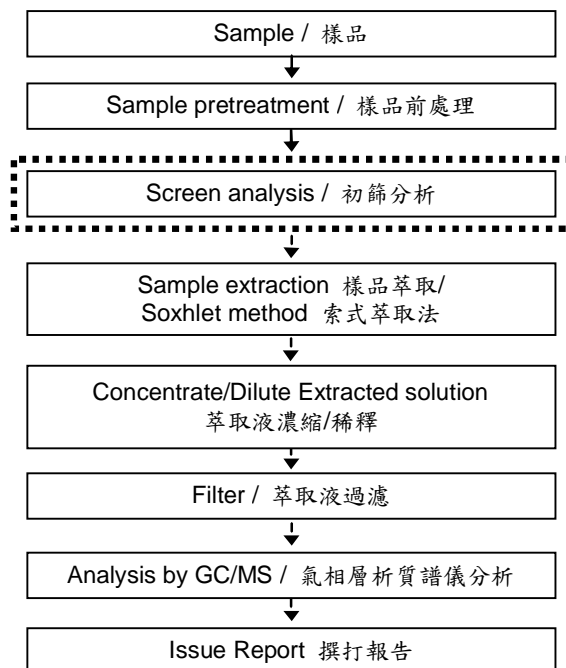 Sample / 樣品
Sample pretreatment / 樣品前處理
Screen analysis / 初篩分析
Sample extraction 樣品萃取/
Soxhlet method 索式萃取法
Concentrate/Dilute Extracted solution
萃取液濃縮/稀釋
Filter / 萃取液過濾
Analysis by GC/MS / 氣相層析質譜儀分析
Issue Report 撰打報告